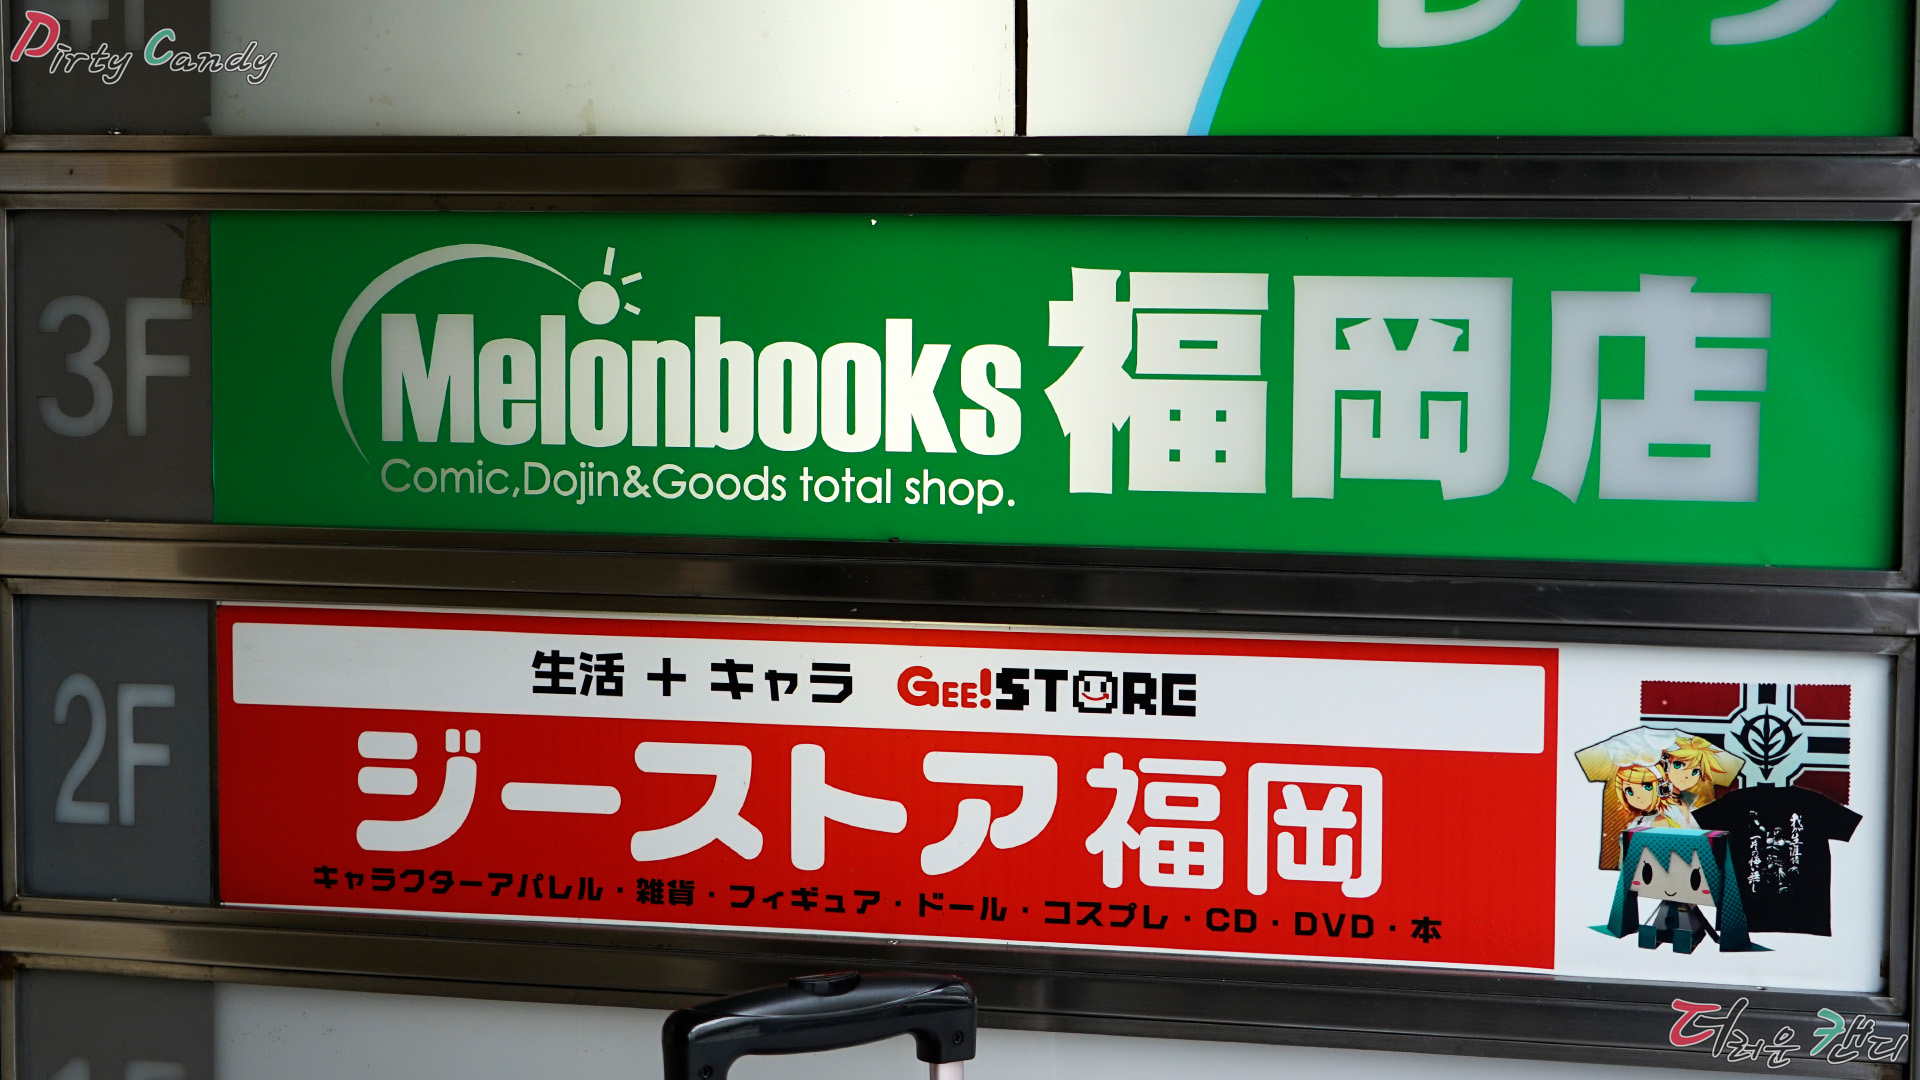 Dirty Candy
3F
Melonbooks 福岡店
Comic,Dojin&Goods total shop.
2F
生活 + キャラ GEE!STORE
ジーストア福岡
キャラクターアパレル・雑貨・フィギュア・ドール・コスプレ・CD・DVD・本
더러운 캔디